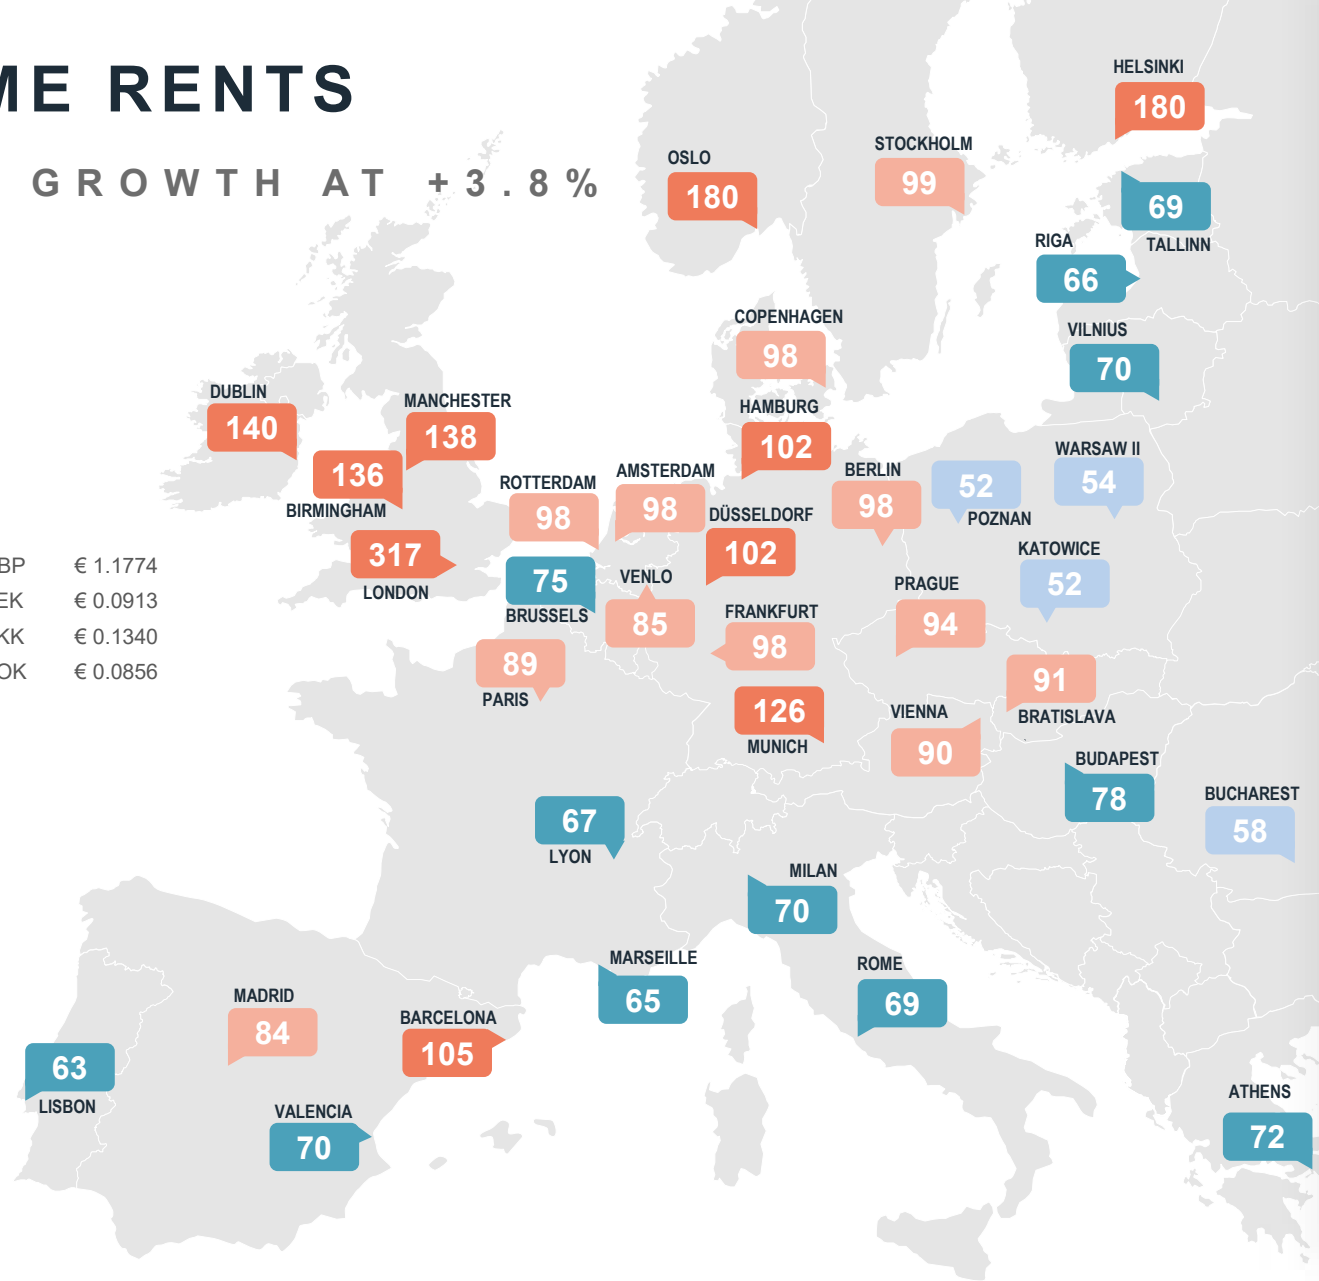 ME RENTS
GROWTH AT +3.8%
HELSINKI
180
OSLO
180
STOCKHOLM
99
69
TALLINN
RIGA
66
COPENHAGEN
98
VILNIUS
70
DUBLIN
140
MANCHESTER
138
HAMBURG
102
136
BIRMINGHAM
ROTTERDAM
98
AMSTERDAM
98
BERLIN
98
52
POZNAN
WARSAW II
54
DÜSSELDORF
102
317
LONDON
75
BRUSSELS
VENLO
85
KATOWICE
52
BP € 1.1774
EK € 0.0913
KK € 0.1340
OK € 0.0856
PRAGUE
94
FRANKFURT
98
89
PARIS
91
BRATISLAVA
126
MUNICH
VIENNA
90
BUDAPEST
78
BUCHAREST
58
67
LYON
MILAN
70
MARSEILLE
65
ROME
69
MADRID
84
BARCELONA
105
63
LISBON
VALENCIA
70
ATHENS
72